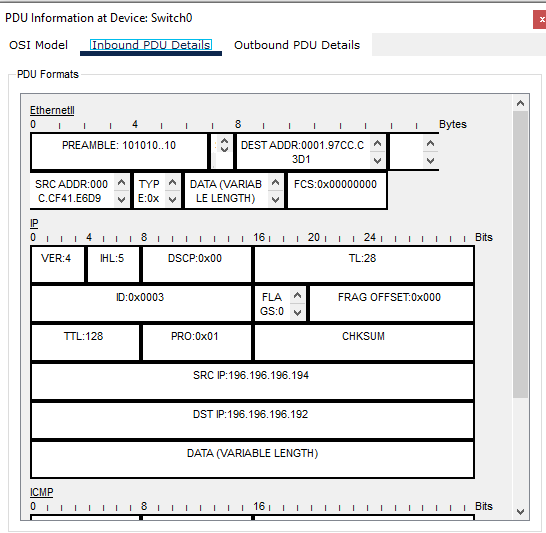 PDU Information at Device: Switch0
x
OSI Model Inbound PDU Details Outbound PDU Details
PDU Formats
EthernetII
0 4 8 Bytes
PREAMBLE: 101010..10
DEST ADDR:0001.97CC.C
3D1
SRC ADDR:000
C.CF41.E6D9
TYP
E:0x
DATA (VARIAB
LE LENGTH)
FCS:0x00000000
IP
0 4 8 16 20 24 Bits
VER:4 IHL:5 DSCP:0x00 TL:28
ID:0x0003
FLA
GS:0
FRAG OFFSET:0x000
TTL:128 PRO:0x01 CHKSUM
SRC IP:196.196.196.194
DST IP:196.196.196.192
DATA (VARIABLE LENGTH)
ICMP
0 8 16 Bits